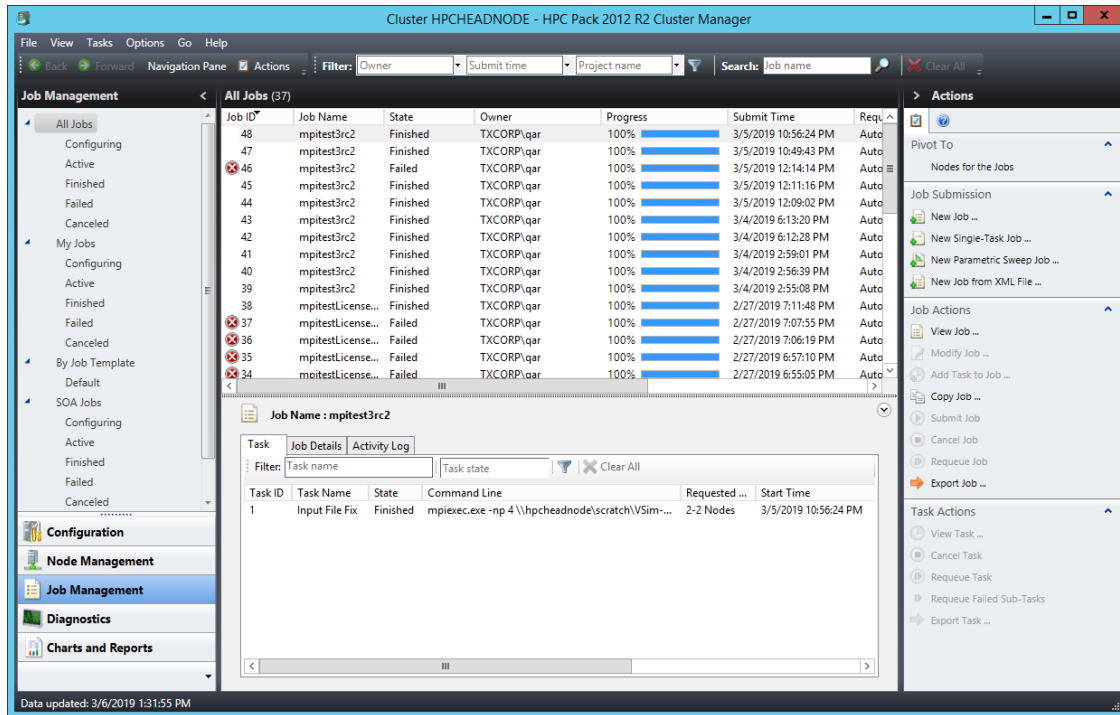 Cluster HPCHEADNODE - HPC Pack 2012 R2 Cluster Manager
File View Tasks Options Go Help
Back Forward Navigation Pane Actions Filter: Owner Submit time Project name Search: Job name Clear All
Job Management
All Jobs
Configuring
Active
Finished
Failed
Canceled
My Jobs
Configuring
Active
Finished
Failed
Canceled
By Job Template
Default
SOA Jobs
Configuring
Active
Finished
Failed
Canceled
Configuration
Node Management
Job Management
Diagnostics
Charts and Reports
All Jobs (37)
Job ID Job Name State Owner Progress Submit Time Requ
48 mpitest3rc2 Finished TXCORP\qar 100% 3/5/2019 10:56:24 PM Auto
47 mpitest3rc2 Finished TXCORP\qar 100% 3/5/2019 10:49:43 PM Auto
46 mpitest3rc2 Failed TXCORP\qar 100% 3/5/2019 12:14:14 PM Auto
45 mpitest3rc2 Finished TXCORP\qar 100% 3/5/2019 12:11:16 PM Auto
44 mpitest3rc2 Finished TXCORP\qar 100% 3/5/2019 12:09:02 PM Auto
43 mpitest3rc2 Finished TXCORP\qar 100% 3/4/2019 6:13:20 PM Auto
42 mpitest3rc2 Finished TXCORP\qar 100% 3/4/2019 6:12:28 PM Auto
41 mpitest3rc2 Finished TXCORP\qar 100% 3/4/2019 2:59:01 PM Auto
40 mpitest3rc2 Finished TXCORP\qar 100% 3/4/2019 2:56:39 PM Auto
39 mpitest3rc2 Finished TXCORP\qar 100% 3/4/2019 2:55:08 PM Auto
38 mpitestLicense... Finished TXCORP\qar 100% 2/27/2019 7:11:48 PM Auto
37 mpitestLicense... Failed TXCORP\qar 100% 2/27/2019 7:07:55 PM Auto
36 mpitestLicense... Failed TXCORP\qar 100% 2/27/2019 7:06:19 PM Auto
35 mpitestLicense... Failed TXCORP\qar 100% 2/27/2019 6:57:10 PM Auto
34 mpitestLicense... Failed TXCORP\qar 100% 2/27/2019 6:55:05 PM Auto
Job Name : mpitest3rc2
Task Job Details Activity Log
Filter: Task name Task state Clear All
Task ID Task Name State Command Line Requested ... Start Time
1 Input File Fix Finished mpiexec.exe -np 4 \\hpcheadnode\scratch\VSim-... 2-2 Nodes 3/5/2019 10:56:24 PM
Actions
Pivot To
Nodes for the Jobs
Job Submission
New Job ...
New Single-Task Job ...
New Parametric Sweep Job ...
New Job from XML File ...
Job Actions
View Job ...
Modify Job ...
Add Task to Job ...
Copy Job ...
Submit Job
Cancel Job
Requeue Job
Export Job ...
Task Actions
View Task ...
Cancel Task
Requeue Task
Requeue Failed Sub-Tasks
Export Task ...
Data updated: 3/6/2019 1:31:55 PM